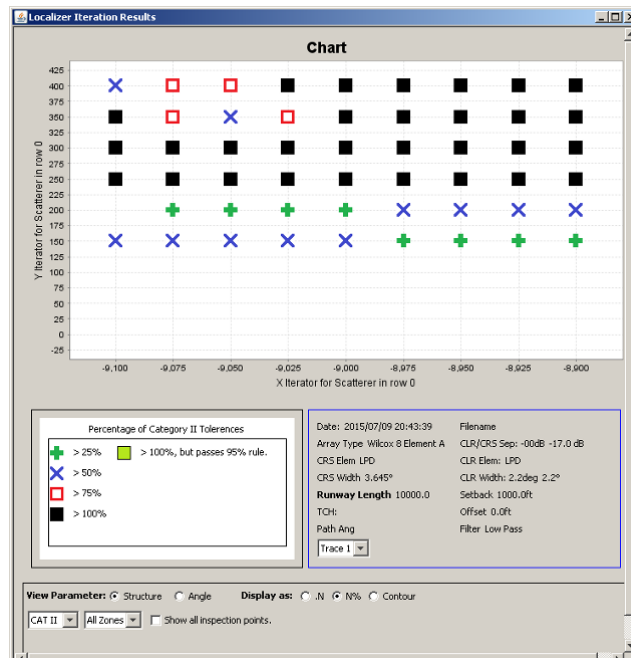 Localizer Iteration Results
Chart
Y Iterator for Scatterer in row 0
425
400
375
350
325
300
275
250
225
200
175
150
125
100
75
50
25
0
-25
-9,100 -9,075 -9,050 -9,025 -9,000 -8,975 -8,950 -8,925 -8,900
X Iterator for Scatterer in row 0
Percentage of Category II Tolerences
> 25% > 100%, but passes 95% rule.
> 50%
> 75%
> 100%
Date: 2015/07/09 20:43:39 Filename
Array Type Wilcox 8 Element A CLR/CRS Sep: -00dB -17.0 dB
CRS Elem LPD CLR Elem: LPD
CRS Width 3.645° CLR Width: 2.2deg 2.2°
Runway Length 10000.0 Setback 1000.0ft
TCH: Offset 0.0ft
Path Ang Filter Low Pass
Trace 1
View Parameter: Structure Angle Display as: .N N% Contour
CAT II All Zones Show all inspection points.